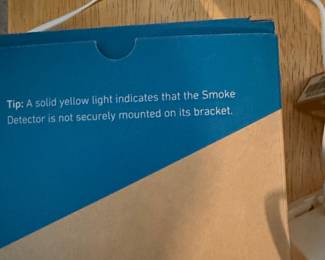 Tip: A solid yellow light indicates that the Smoke
Detector is not securely mounted on its bracket.